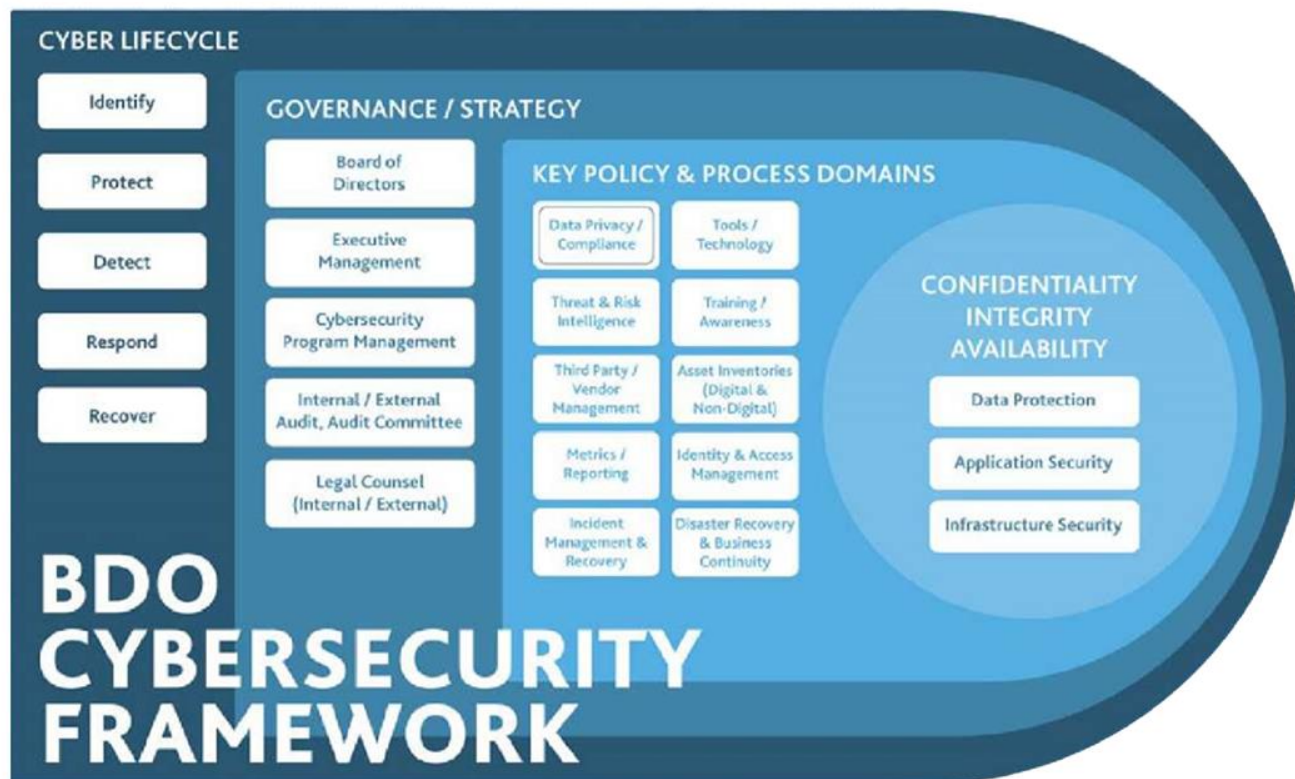 CYBER LIFECYCLE
Identify
Protect
Detect
Respond
Recover
GOVERNANCE / STRATEGY
Board of
Directors
Executive
Management
Cybersecurity
Program Management
Internal / External
Audit, Audit Committee
Legal Counsel
(Internal / External)
KEY POLICY & PROCESS DOMAINS
Data Privacy /
Compliance
Tools /
Technology
Threat & Risk
Intelligence
Training /
Awareness
Third Party /
Vendor
Management
Asset Inventories
(Digital &
Non-Digital)
Metrics /
Reporting
Identity & Access
Management
Incident
Management &
Recovery
Disaster Recovery
& Business
Continuity
CONFIDENTIALITY
INTEGRITY
AVAILABILITY
Data Protection
Application Security
Infrastructure Security
BDO
CYBERSECURITY
FRAMEWORK